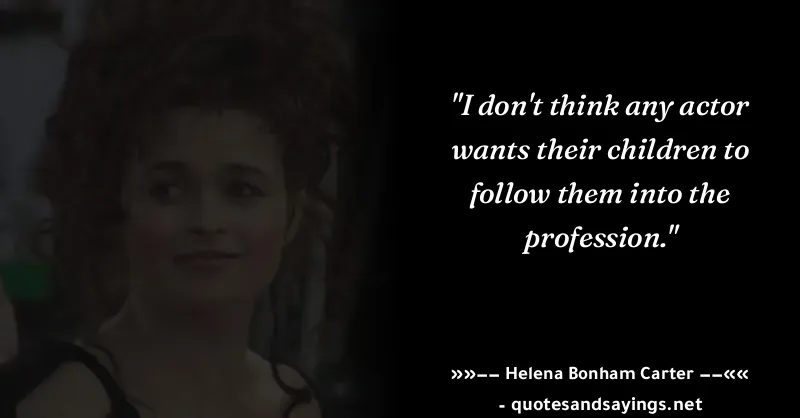 "I don't think any actor
wants their children to
follow them into the
profession."
»»−− Helena Bonham Carter −−««
- quotesandsayings.net